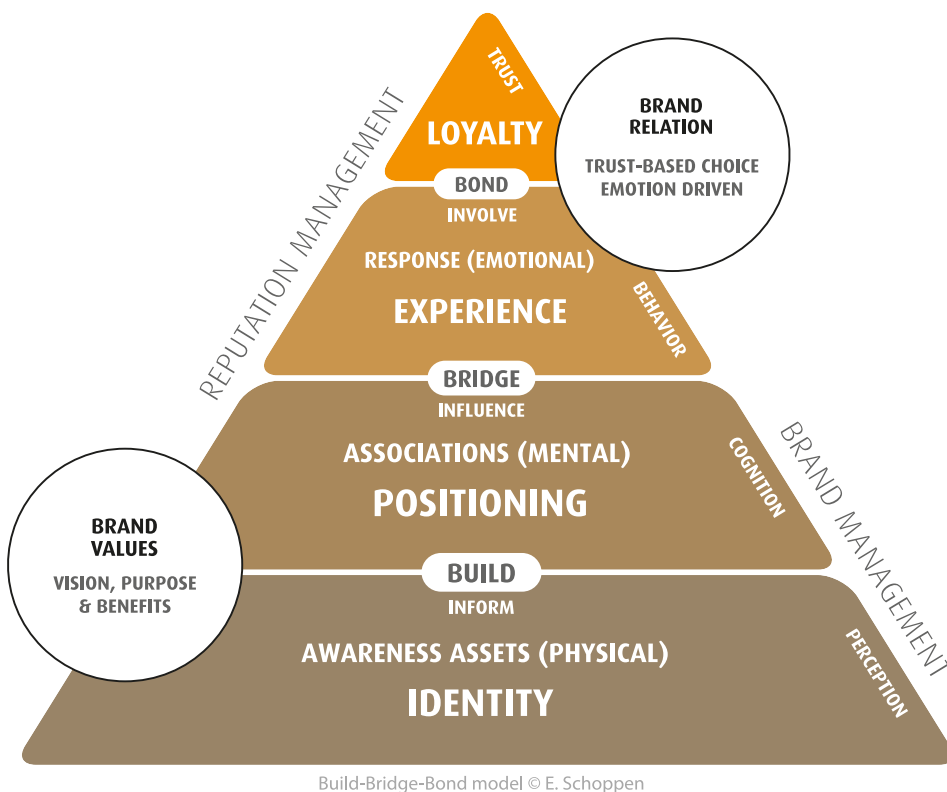 TRUST
LOYALTY
BRAND
RELATION
TRUST-BASED CHOICE
EMOTION DRIVEN
REPUTATION MANAGEMENT
BOND
INVOLVE
RESPONSE (EMOTIONAL)
EXPERIENCE
BEHAVIOR
BRIDGE
INFLUENCE
ASSOCIATIONS (MENTAL)
POSITIONING
COGNITION
BRAND MANAGEMENT
BRAND
VALUES
VISION, PURPOSE
& BENEFITS
BUILD
INFORM
AWARENESS ASSETS (PHYSICAL)
IDENTITY
PERCEPTION
Build-Bridge-Bond model © E. Schoppen